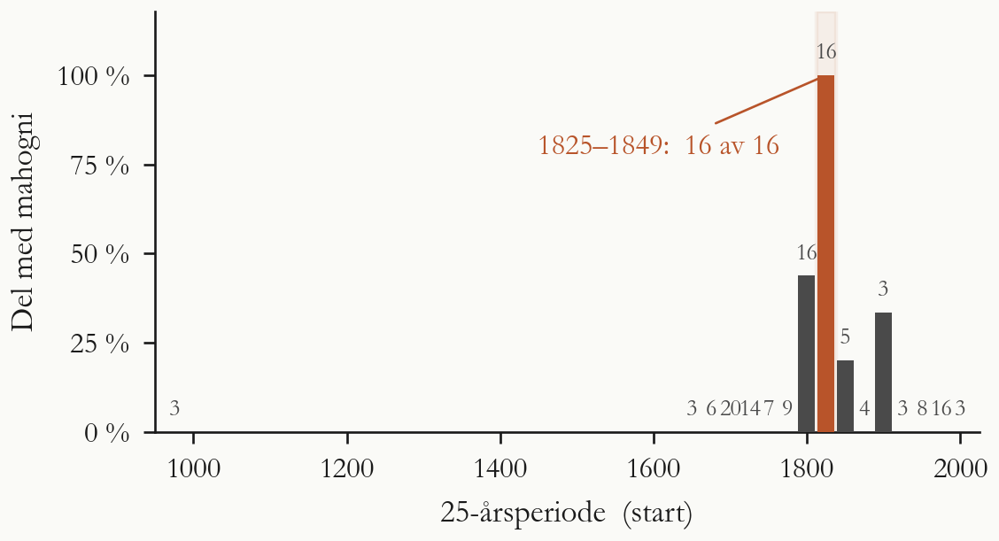 16
100 %
1825–1849:  16 av 16
75 %
Del med mahogni
50 %
16
3
25 %
5
3
3 6 20 14 7 9
4
3 8 16 3
0 %
1000 1200 1400 1600 1800 2000
25-årsperiode  (start)